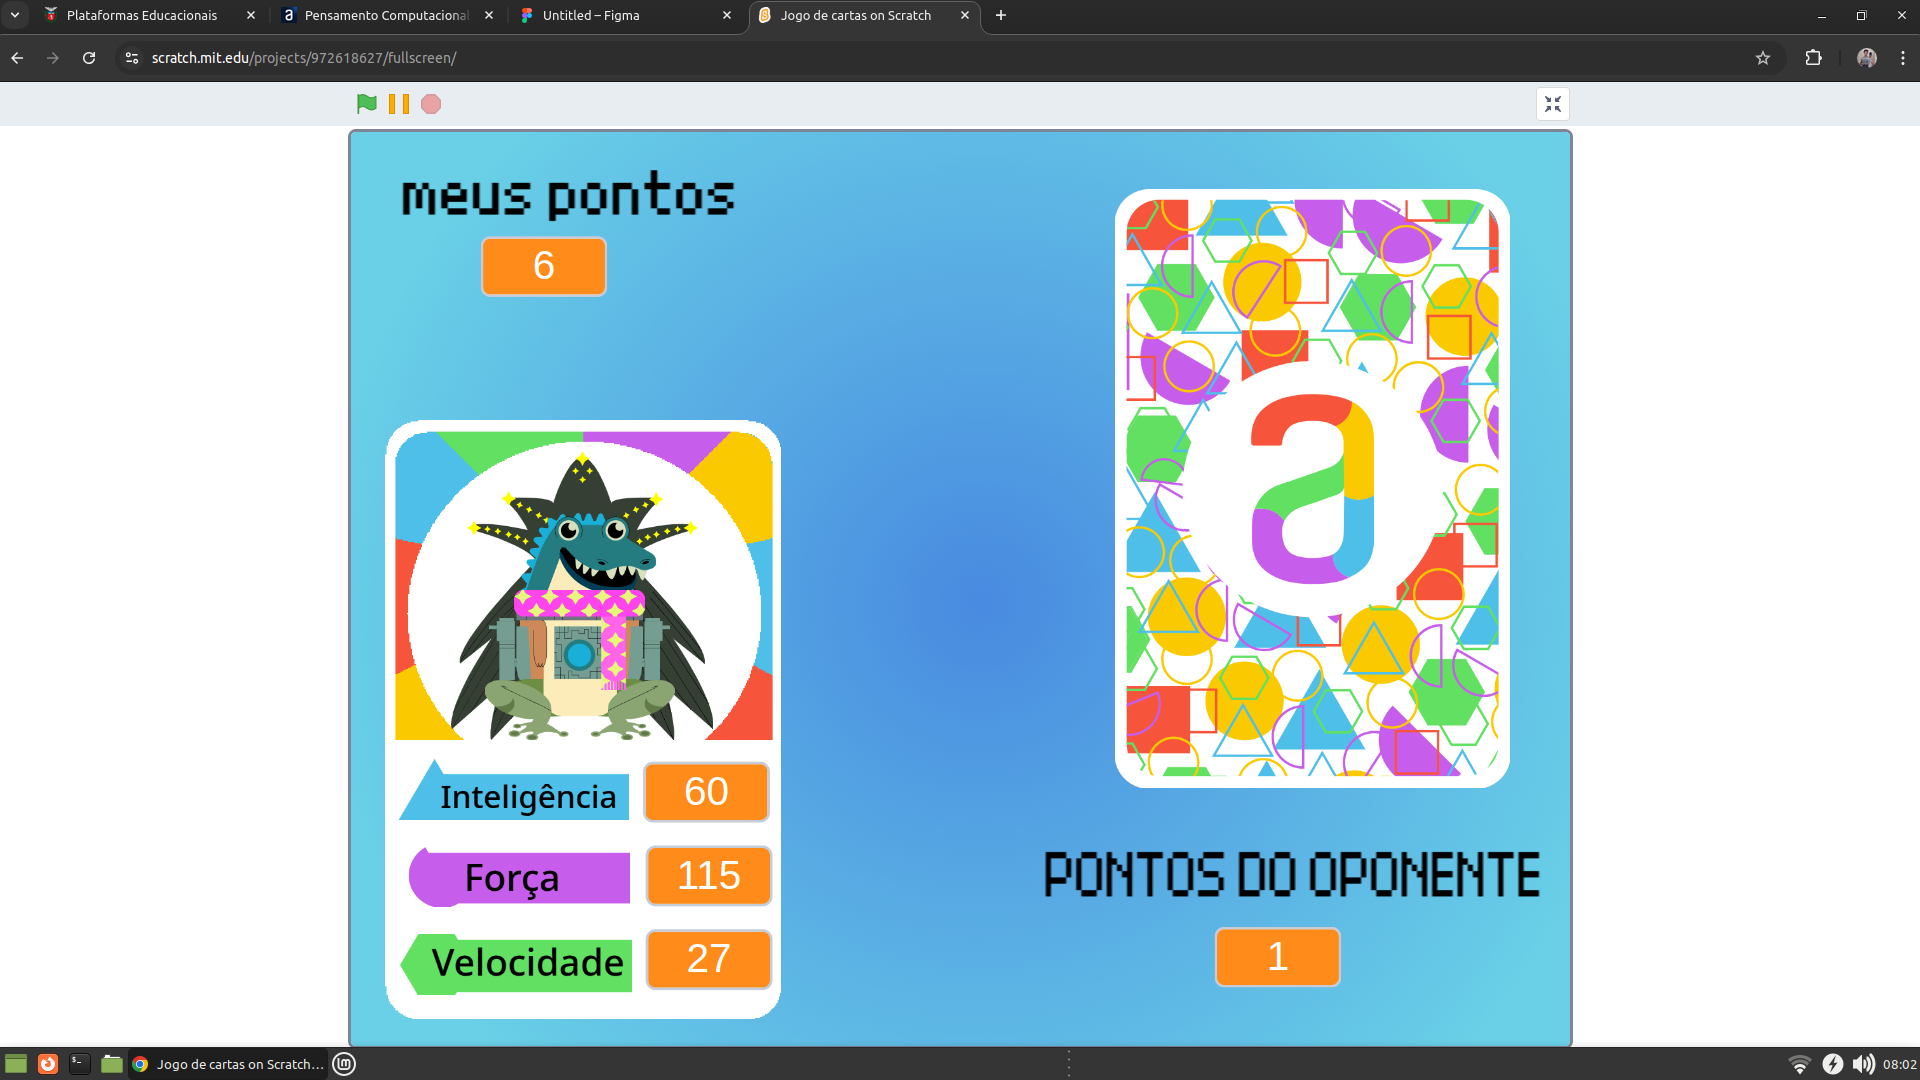 Plataformas Educacionais
Pensamento Computacional
Untitled – Figma
Jogo de cartas on Scratch
scratch.mit.edu/projects/972618627/fullscreen/
meus pontos
6
a
Inteligência
60
Força
115
Velocidade
27
PONTOS DO OPONENTE
1
Jogo de cartas on Scratch...
08:02